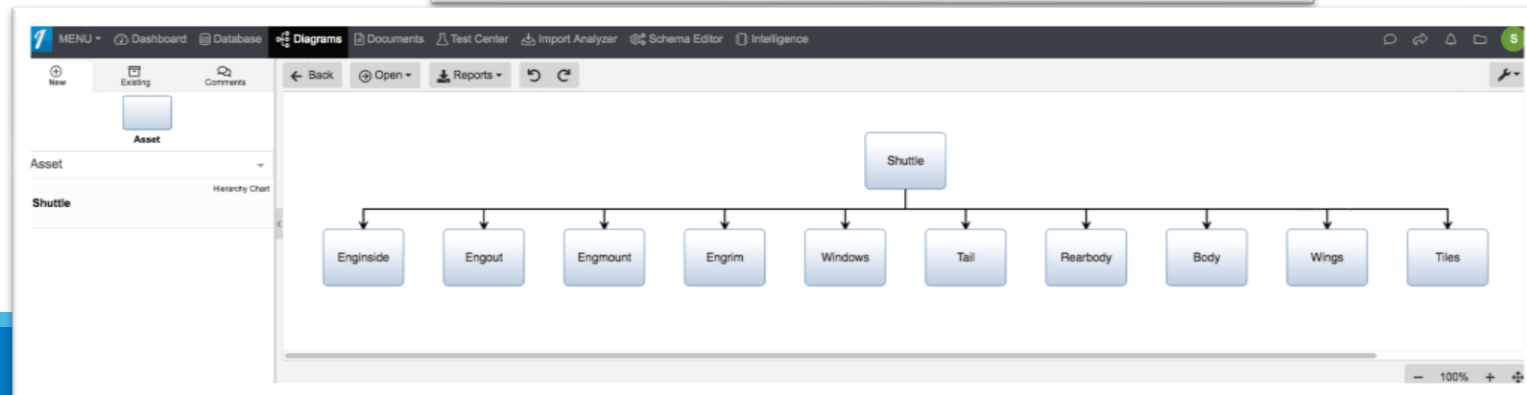 MENU Dashboard Database Diagrams Documents Test Center Import Analyzer Schema Editor Intelligence S
New Existing Comments Back Open Reports
Asset
Asset
Hierarchy Chart
Shuttle
Shuttle
Enginside Engout Engmount Engrim Windows Tail Rearbody Body Wings Tiles
100%